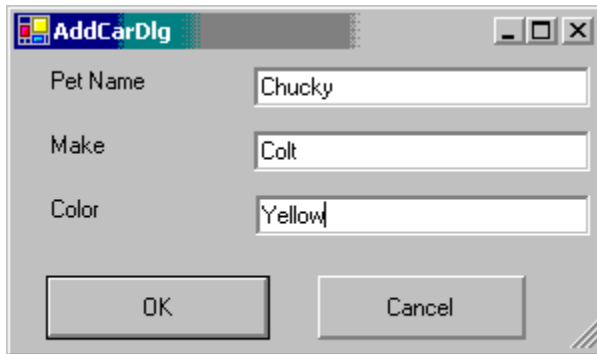 AddCarDlg
Pet Name Chucky
Make Colt
Color Yellow
OK Cancel